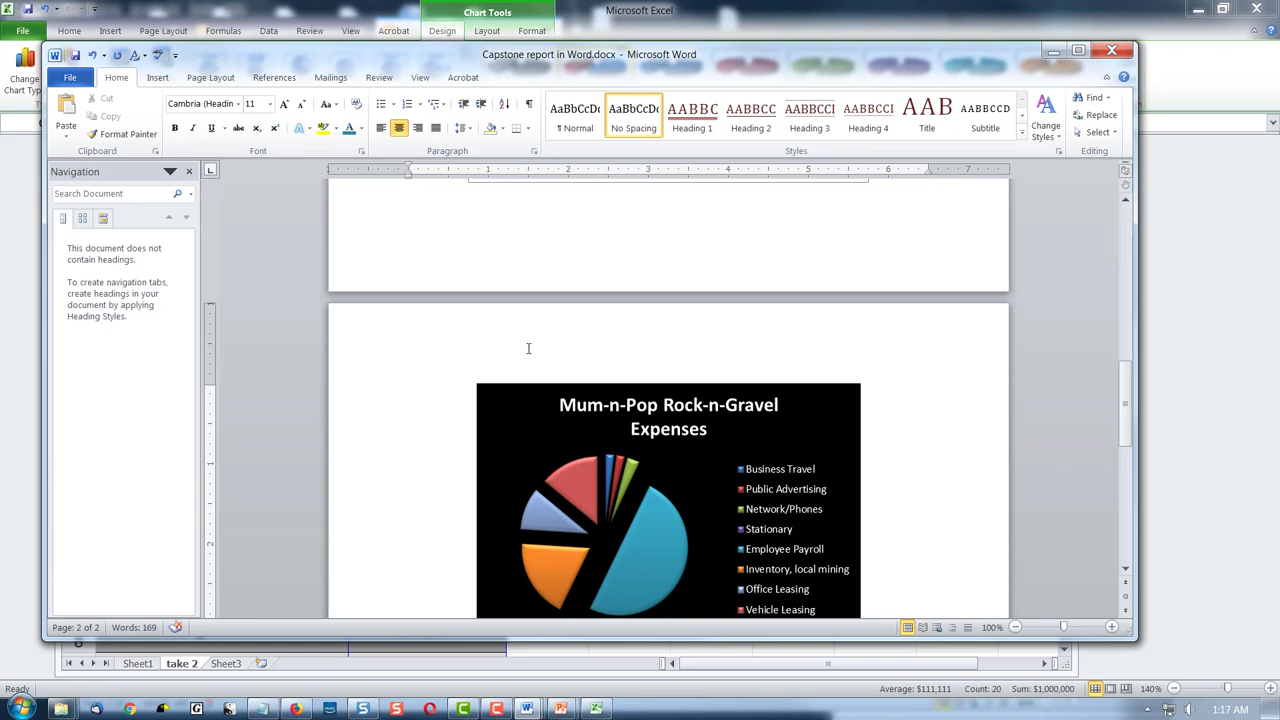 Chart Tools
Microsoft Excel
File
Home
Insert
Page Layout
Formulas
Data
Review
View
Acrobat
Design
Layout
Format
Change
Chart Type
Capstone report in Word.docx - Microsoft Word
File
Home
Insert
Page Layout
References
Mailings
Review
View
Acrobat
Paste
Cut
Copy
Format Painter
Clipboard
Cambria (Headin
11
Font
Paragraph
AaBbCcDc
¶ Normal
AaBbCcDc
No Spacing
AABBC
Heading 1
AABBCC
Heading 2
AABBCCI
Heading 3
AABBCCI
Heading 4
AAB
Title
AABBCCD
Subtitle
Change
Styles
Styles
Find
Replace
Select
Editing
Navigation
Search Document
This document does not
contain headings.
To create navigation tabs,
create headings in your
document by applying
Heading Styles.
1 2 3 4 5 6 7
Mum-n-Pop Rock-n-Gravel
Expenses
Business Travel
Public Advertising
Network/Phones
Stationary
Employee Payroll
Inventory, local mining
Office Leasing
Vehicle Leasing
Page: 2 of 2
Words: 169
100%
Sheet1
take 2
Sheet3
Ready
Average: $111,111
Count: 20
Sum: $1,000,000
140%
1:17 AM